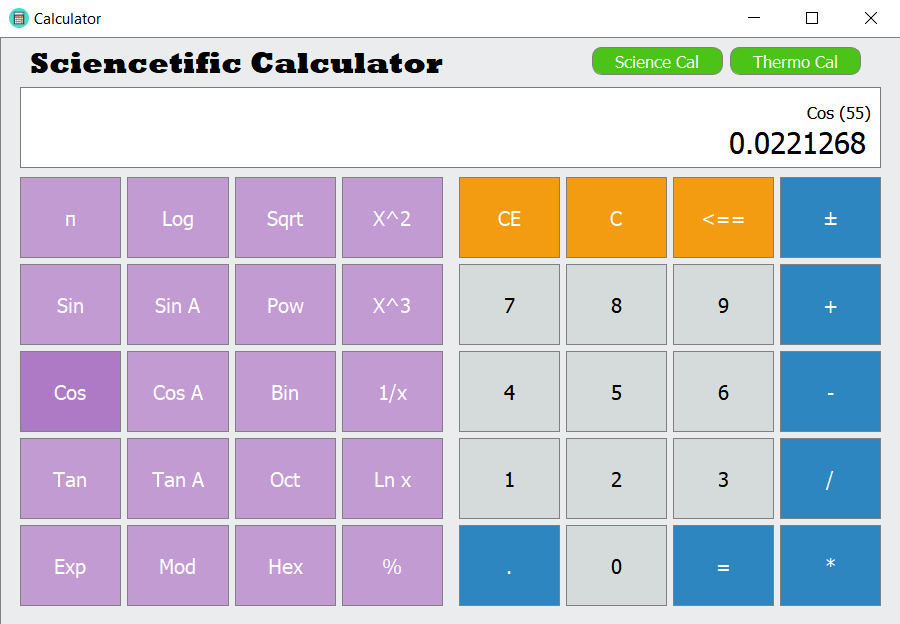 Calculator
Sciencetific Calculator Science Cal Thermo Cal
Cos (55)
0.0221268
п Log Sqrt X^2 CE C <== ±
Sin Sin A Pow X^3 7 8 9 +
Cos Cos A Bin 1/x 4 5 6 -
Tan Tan A Oct Ln x 1 2 3 /
Exp Mod Hex % . 0 = *